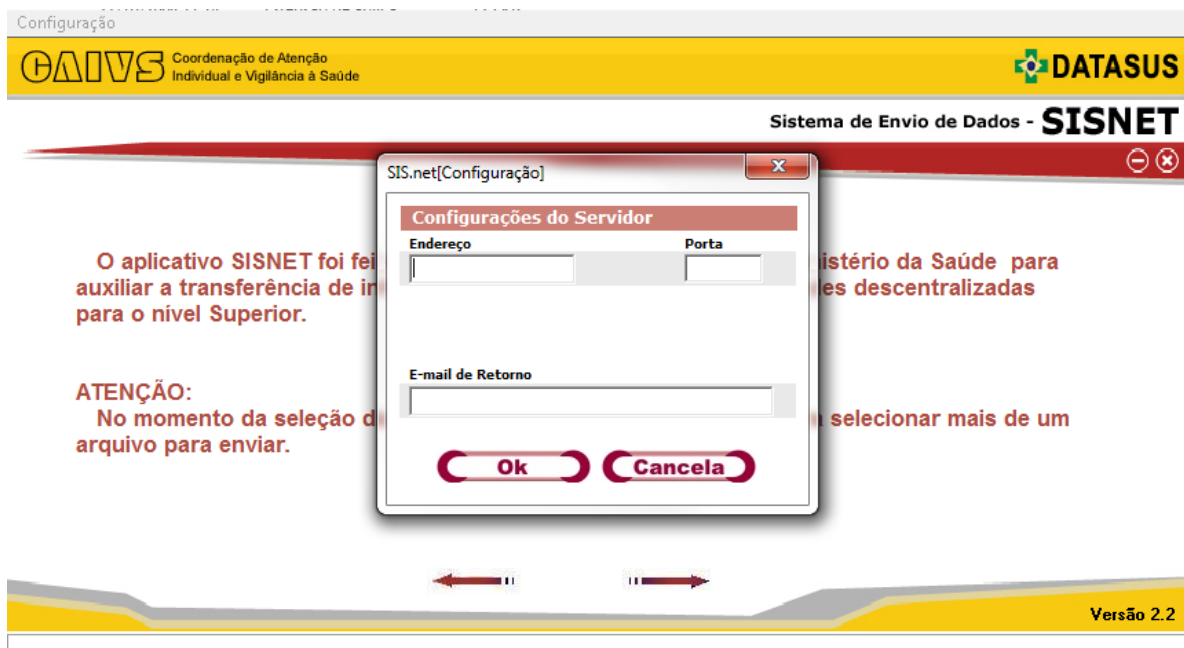 Configuração
CAIVS Coordenação de Atenção
Individual e Vigilância à Saúde
DATASUS
Sistema de Envio de Dados - SISNET
SIS.net[Configuração]
Configurações do Servidor
Endereço Porta
O aplicativo SISNET foi fei istério da Saúde para
auxiliar a transferência de in es descentralizadas
para o nível Superior.
E-mail de Retorno
ATENÇÃO:
No momento da seleção d selecionar mais de um
arquivo para enviar.
Ok Cancela
Versão 2.2